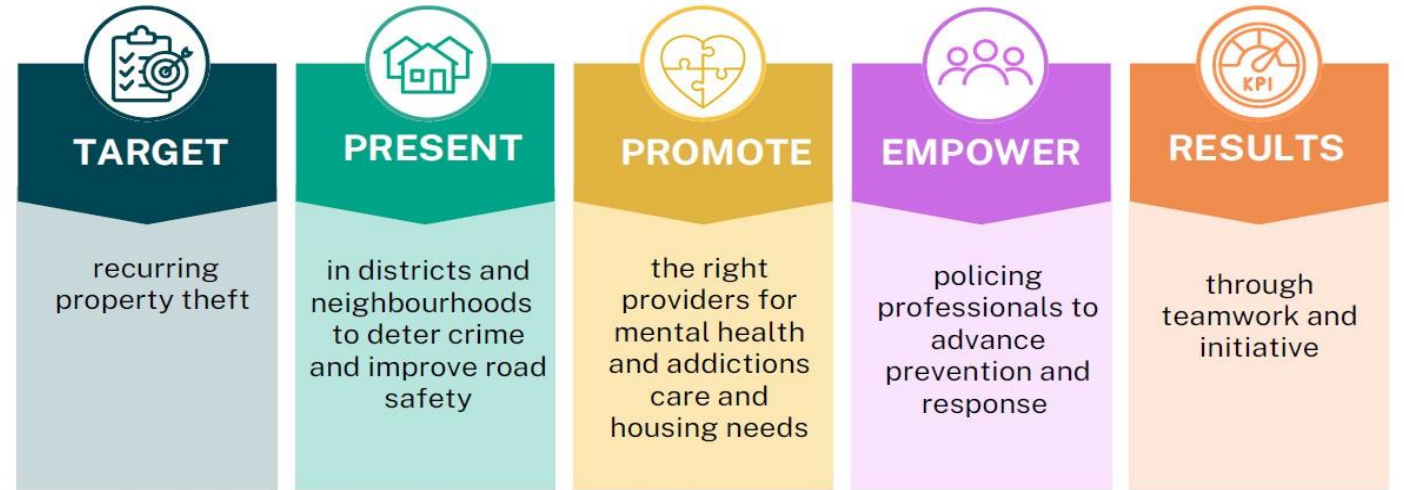 TARGET
recurring
property theft
PRESENT
in districts and
neighbourhoods
to deter crime
and improve road
safety
PROMOTE
the right
providers for
mental health
and addictions
care and
housing needs
EMPOWER
policing
professionals to
advance
prevention and
response
KPI
RESULTS
through
teamwork and
initiative